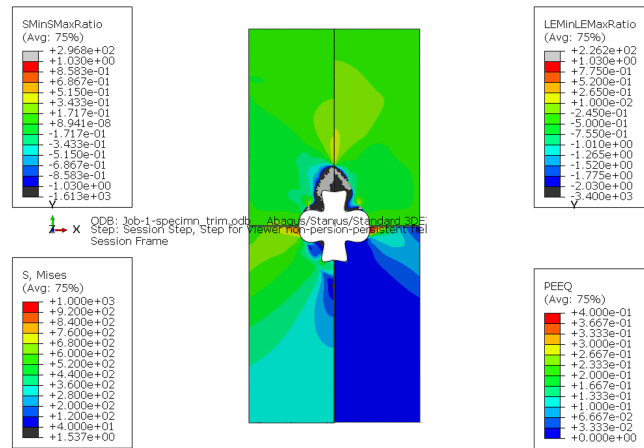 SMinSMaxRatio
(Avg: 75%)
+2.968e+02
+1.030e+00
+8.583e-01
+6.867e-01
+5.150e-01
+3.433e-01
+1.717e-01
+8.941e-08
-1.717e-01
-3.433e-01
-5.150e-01
-6.867e-01
-8.583e-01
-1.030e+00
-1.613e+03
LEMinLEMaxRatio
(Avg: 75%)
+2.262e+02
+1.030e+00
+7.750e-01
+5.200e-01
+2.650e-01
+1.000e-02
-2.450e-01
-5.000e-01
-7.550e-01
-1.010e+00
-1.265e+00
-1.520e+00
-1.775e+00
-2.030e+00
-3.400e+03
Y
Z X
Y
ODB: Job-1-specimn_trim.odb
Step: Session Step, Step for Viewer non-persion-persistent fiel
Session Frame
S, Mises
(Avg: 75%)
+1.000e+03
+9.200e+02
+8.400e+02
+7.600e+02
+6.800e+02
+6.000e+02
+5.200e+02
+4.400e+02
+3.600e+02
+2.800e+02
+2.000e+02
+1.200e+02
+4.000e+01
+1.537e+00
PEEQ
(Avg: 75%)
+4.000e-01
+3.667e-01
+3.333e-01
+3.000e-01
+2.667e-01
+2.333e-01
+2.000e-01
+1.667e-01
+1.333e-01
+1.000e-01
+6.667e-02
+3.333e-02
+0.000e+00